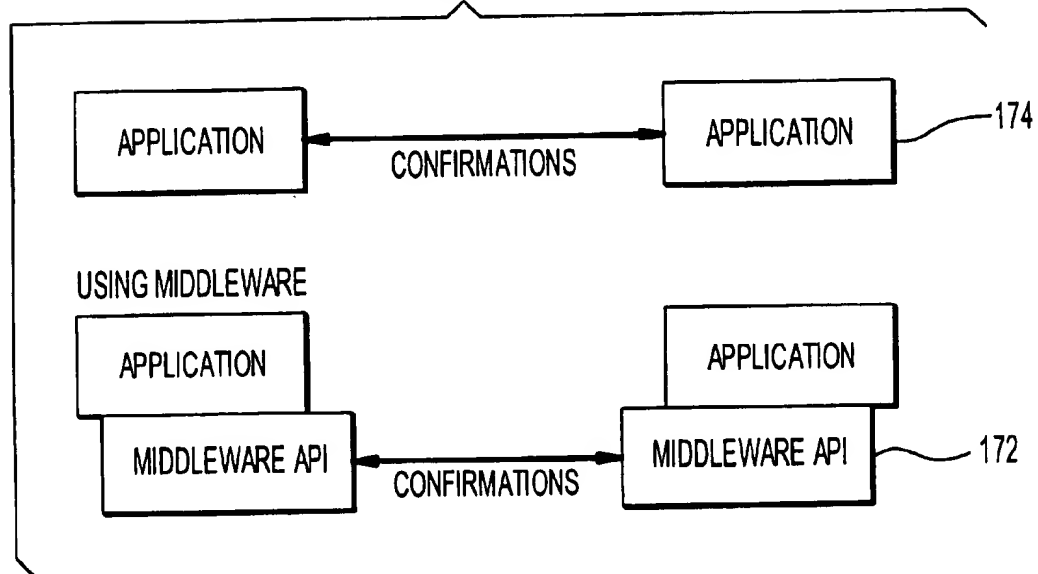 APPLICATION
CONFIRMATIONS
APPLICATION
174
USING MIDDLEWARE
APPLICATION
MIDDLEWARE API
CONFIRMATIONS
APPLICATION
MIDDLEWARE API
172